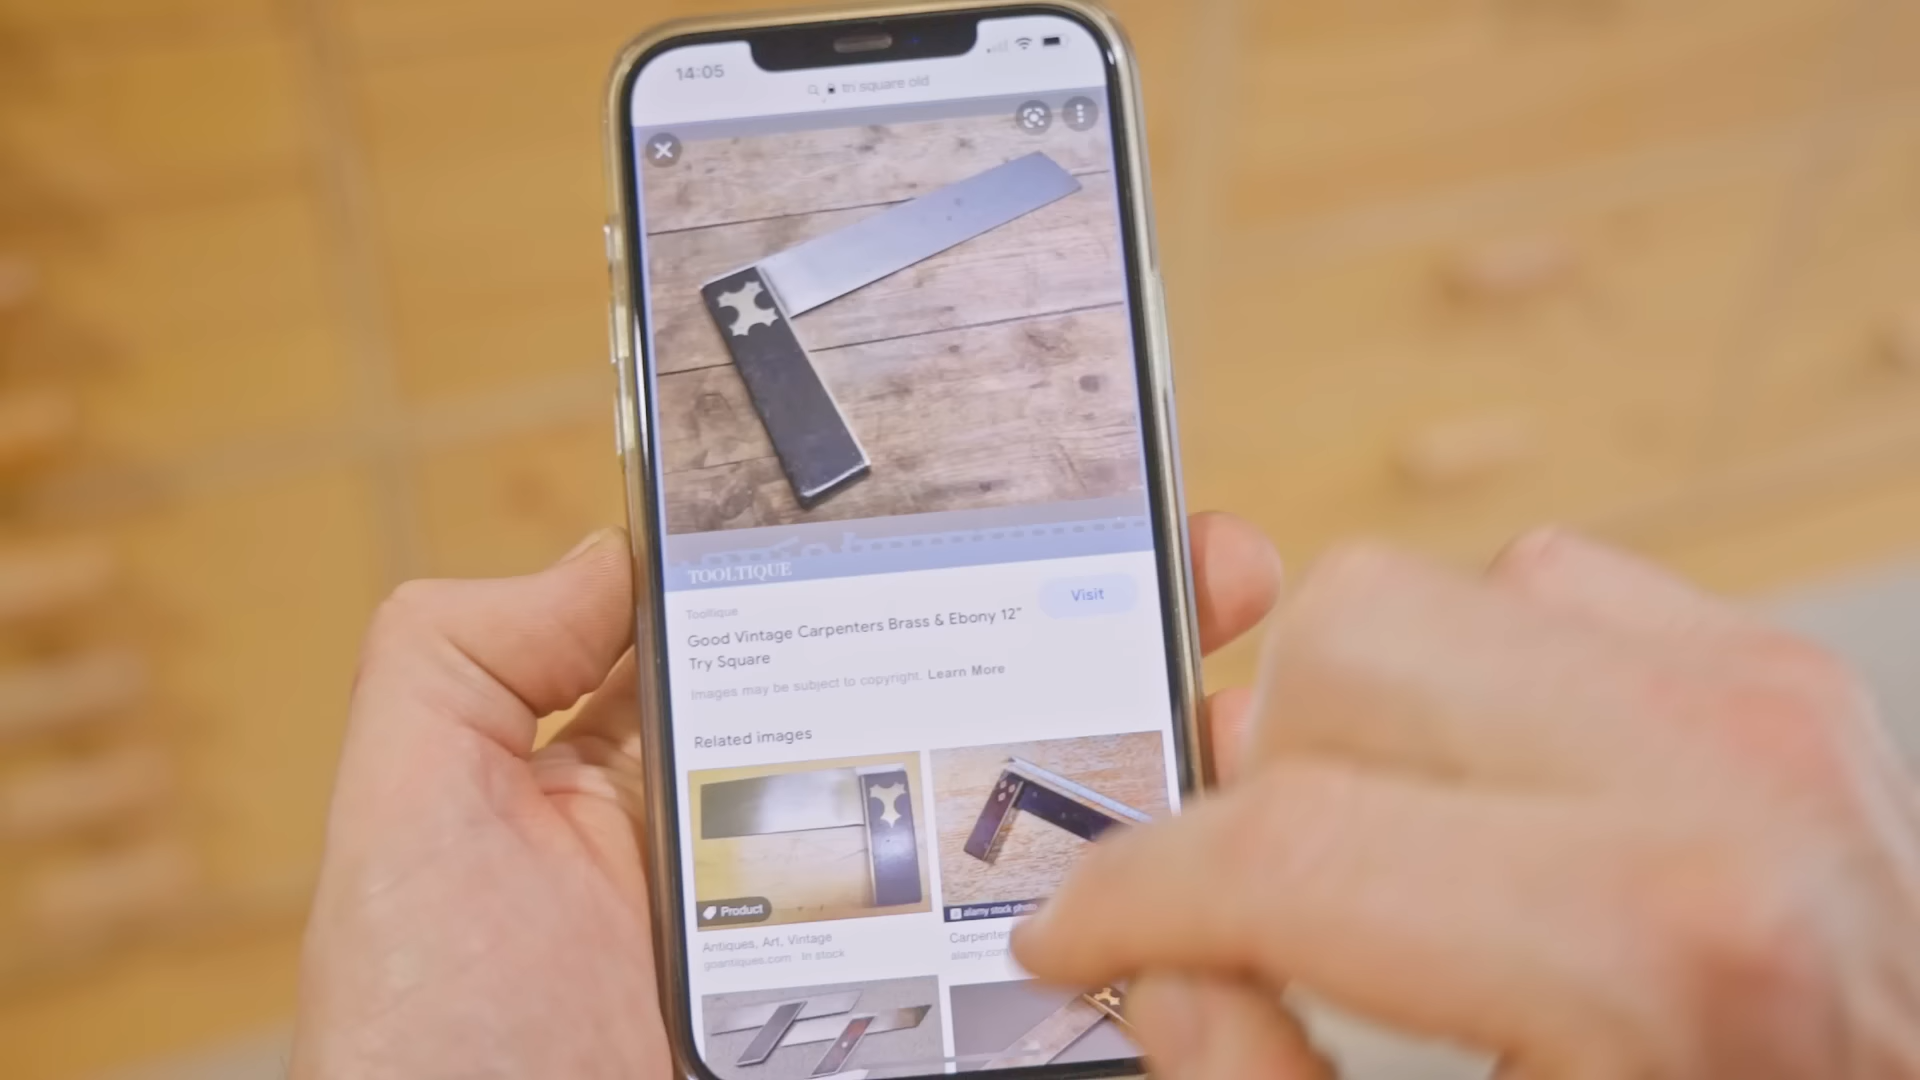 14:05
tri square old
TOOLTIQUE
Tooltique
Visit
Good Vintage Carpenters Brass & Ebony 12"
Try Square
Images may be subject to copyright. Learn More
Related images
Product
alamy stock photo
Antiques, Art, Vintage
goantiques.com · In stock
Carpenter
alamy.com